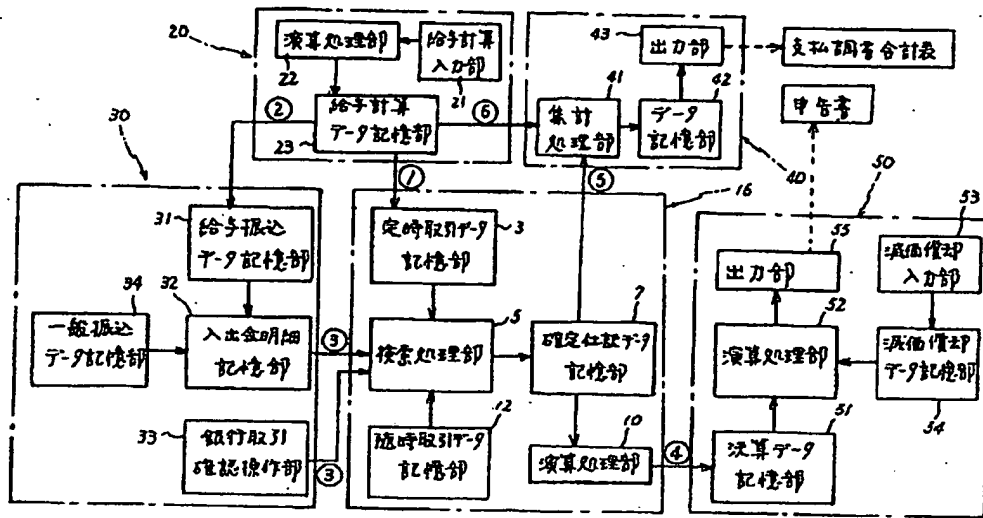 20
演算処理部
22
給与計算
入力部
21
給与計算
データ記憶部
23
②
⑥
①
43
出力部
支払調書合計表
41
集計
処理部
42
データ
記憶部
申告書
40
⑤
30
31
給与振込
データ記憶部
34
一般振込
データ記憶部
32
入出金明細
記憶部
33
銀行取引
確認操作部
③
③
16
定時取引データ
記憶部
3
5
検索処理部
7
確定仕訳データ
記憶部
12
随時取引データ
記憶部
10
演算処理部
④
50
53
55
出力部
減価償却
入力部
52
演算処理部
減価償却
データ記憶部
54
51
決算データ
記憶部